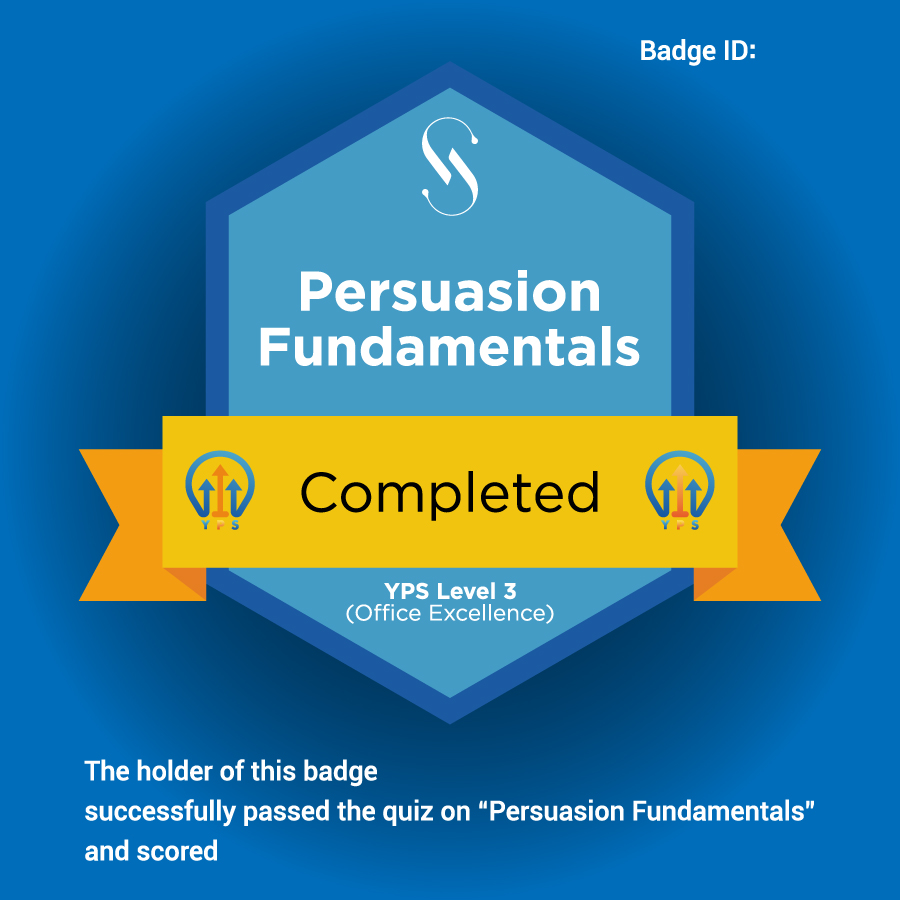 Badge ID:
Persuasion
Fundamentals
Completed
YPS
YPS
YPS Level 3
(Office Excellence)
The holder of this badge
successfully passed the quiz on “Persuasion Fundamentals”
and scored